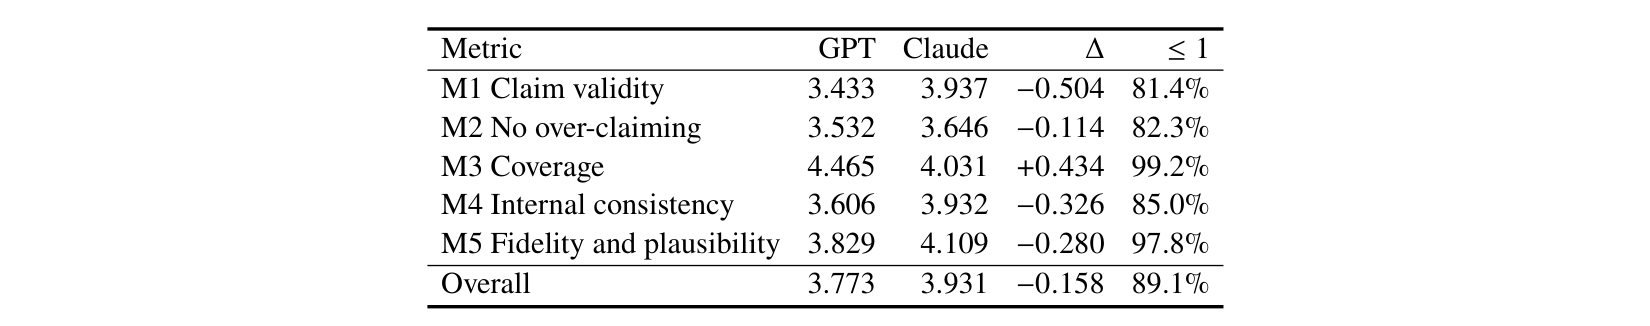 Metric GPT Claude Δ ≤ 1
M1 Claim validity 3.433 3.937 −0.504 81.4%
M2 No over-claiming 3.532 3.646 −0.114 82.3%
M3 Coverage 4.465 4.031 +0.434 99.2%
M4 Internal consistency 3.606 3.932 −0.326 85.0%
M5 Fidelity and plausibility 3.829 4.109 −0.280 97.8%
Overall 3.773 3.931 −0.158 89.1%